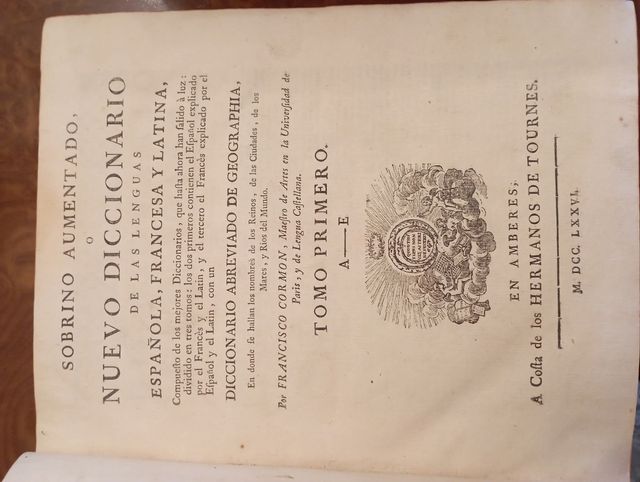 SOBRINO AUMENTADO,
O
NUEVO DICCIONARIO
DE LAS LENGUAS
ESPAÑOLA, FRANCESA Y LATINA,
Compueſto de los mejores Diccionarios, que haſta ahora han ſalido à luz:
dividido en tres tomos: los dos primeros contienen el Eſpañol explicado
por el Francès y el Latin, y el tercero el Francès explicado por el
Eſpañol y el Latin, con un
DICCIONARIO ABREVIADO DE GEOGRAPHIA,
En donde ſe hallan los nombres de los Reinos, de las Ciudades, de los
Mares, y Rios del Mundo.
Por FRANCISCO CORMON, Maeſtro de Artes en la Univerſidad de
Paris, y de Lengua Caſtellana.
TOMO PRIMERO.
A—E
EN AMBERES;
A Coſta de los HERMANOS DE TOURNES.
M. DCC. LXXVI.